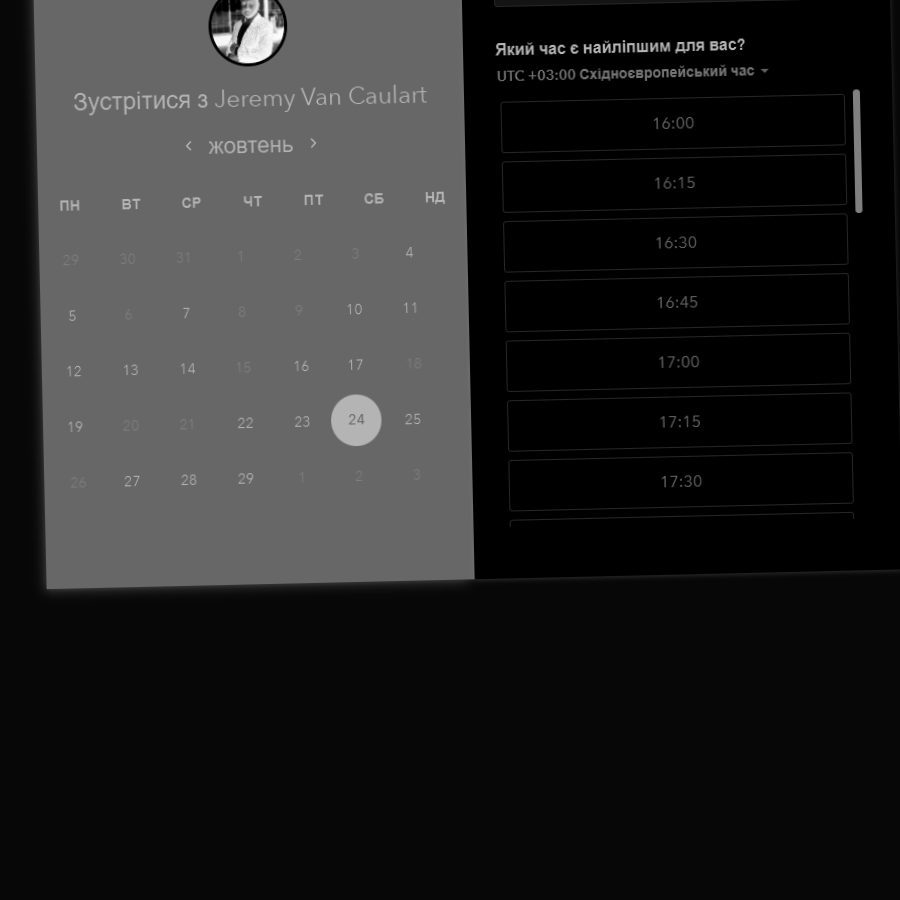 Зустрітися з Jeremy Van Caulart
‹ жовтень ›
ПН ВТ СР ЧТ ПТ СБ НД
29 30 31 1 2 3 4
5 6 7 8 9 10 11
12 13 14 15 16 17 18
19 20 21 22 23 24 25
26 27 28 29 1 2 3
Який час є найліпшим для вас?
UTC +03:00 Східноєвропейський час
16:00
16:15
16:30
16:45
17:00
17:15
17:30